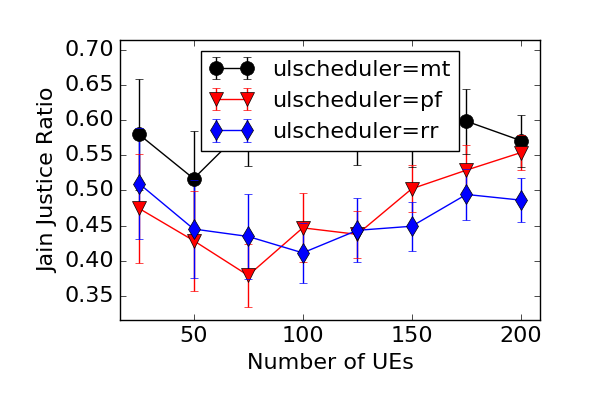 0.70
0.65
0.60
0.55
0.50
0.45
0.40
0.35
Jain Justice Ratio
ulscheduler=mt
ulscheduler=pf
ulscheduler=rr
50
100
150
200
Number of UEs